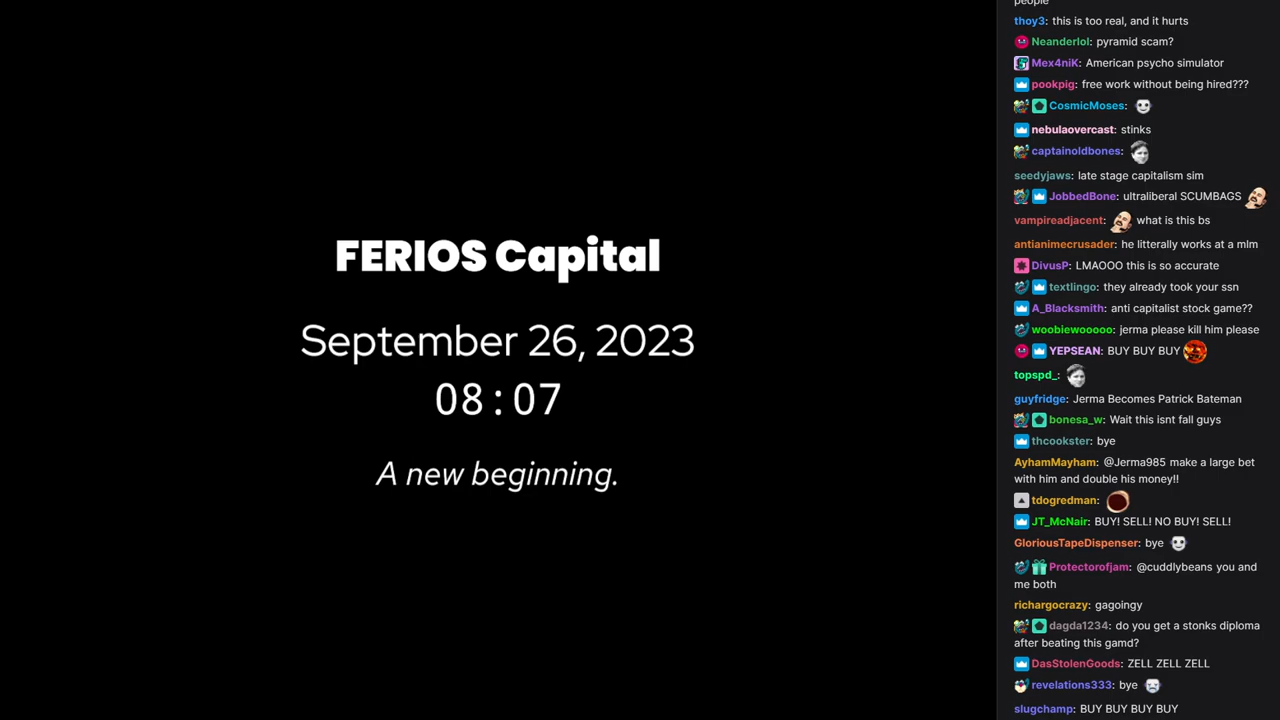 FERIOS Capital
September 26, 2023
08:07
A new beginning.
people
thoy3: this is too real, and it hurts
Neanderlol: pyramid scam?
Mex4niK: American psycho simulator
pookpig: free work without being hired???
CosmicMoses:
nebulaovercast: stinks
captainoldbones:
seedyjaws: late stage capitalism sim
JobbedBone: ultraliberal SCUMBAGS
vampireadjacent: what is this bs
antianimecrusader: he litterally works at a mlm
DivusP: LMAOOO this is so accurate
textlingo: they already took your ssn
A_Blacksmith: anti capitalist stock game??
woobiewooooo: jerma please kill him please
YEPSEAN: BUY BUY BUY
topspd_:
guyfridge: Jerma Becomes Patrick Bateman
bonesa_w: Wait this isnt fall guys
thcookster: bye
AyhamMayham: @Jerma985 make a large bet
with him and double his money!!
tdogredman:
JT_McNair: BUY! SELL! NO BUY! SELL!
GloriousTapeDispenser: bye
Protectorofjam: @cuddlybeans you and
me both
richargocrazy: gagoingy
dagda1234: do you get a stonks diploma
after beating this gamd?
DasStolenGoods: ZELL ZELL ZELL
revelations333: bye
slugchamp: BUY BUY BUY BUY